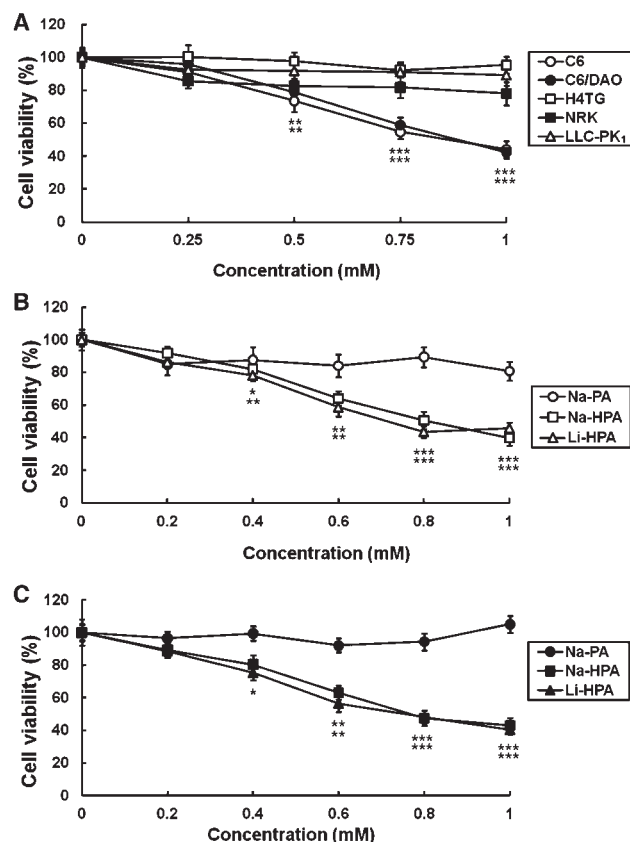 A
Cell viability (%)
120
100
80
60
40
20
0
**
**
***
***
***
***
0
0.25
0.5
0.75
1
Concentration (mM)
C6
C6/DAO
H4TG
NRK
LLC-PK₁
B
Cell viability (%)
120
100
80
60
40
20
0
*
**
**
**
***
***
***
***
0
0.2
0.4
0.6
0.8
1
Concentration (mM)
Na-PA
Na-HPA
Li-HPA
C
Cell viability (%)
120
100
80
60
40
20
0
*
**
**
***
***
***
***
0
0.2
0.4
0.6
0.8
1
Concentration (mM)
Na-PA
Na-HPA
Li-HPA